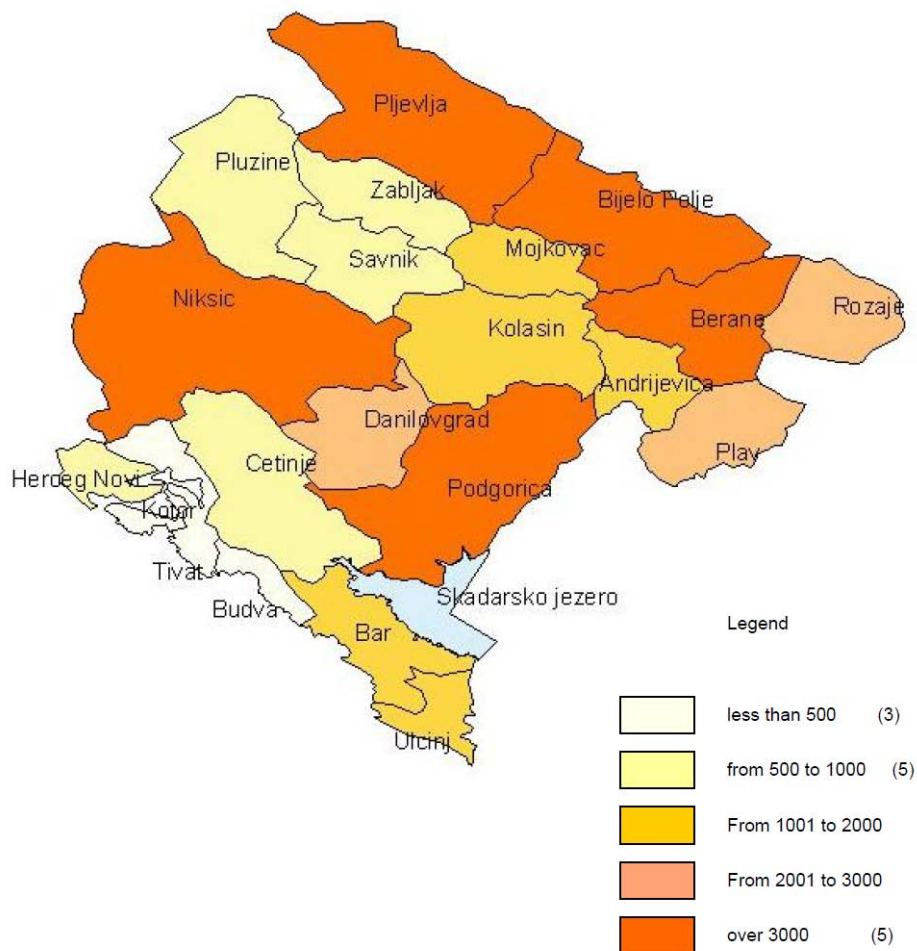 Pljevlja
Pluzine
Zabljak
Bijelo Polje
Mojkovac
Savnik
Niksic
Rozaje
Berane
Kolasin
Andrijevica
Danilovgrad
Play
Cetinje
Herceg Novi
Podgorica
Kotor
Tivat
Skadarsko jezero
Budva
Bar
Ulcinj
Legend
less than 500 (3)
from 500 to 1000 (5)
From 1001 to 2000
From 2001 to 3000
over 3000 (5)